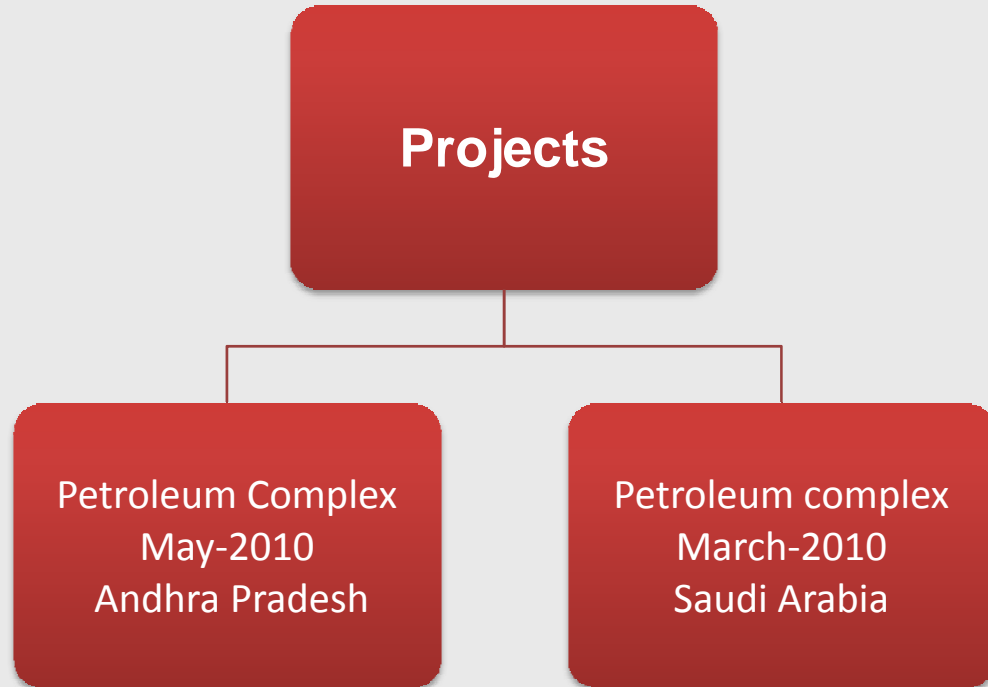 Projects
Petroleum Complex
May-2010
Andhra Pradesh
Petroleum complex
March-2010
Saudi Arabia